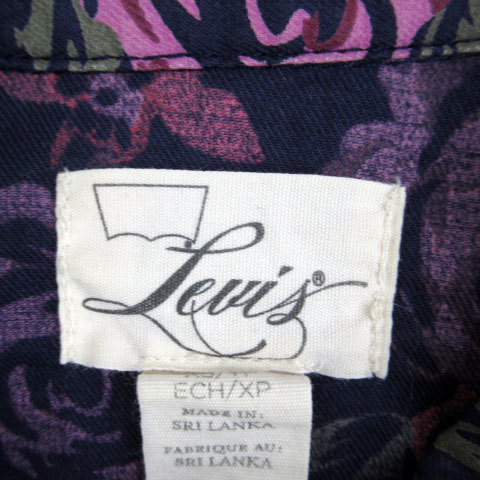 Levi's®
ECH/XP
MADE IN:
SRI LANKA
FABRIQUE AU:
SRI LANKA